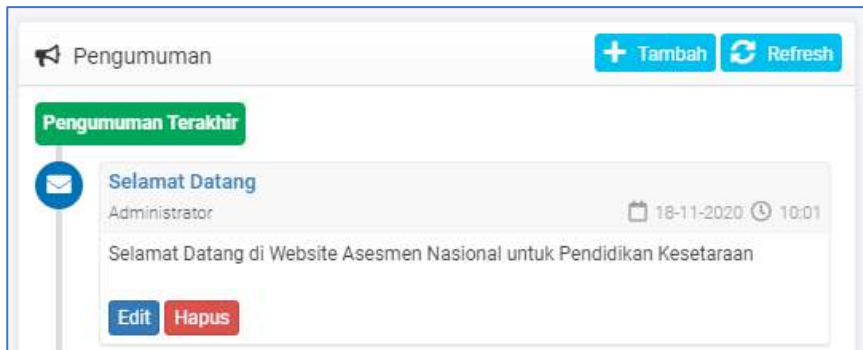 Pengumuman
Tambah Refresh
Pengumuman Terakhir
Selamat Datang
Administrator 18-11-2020 10:01
Selamat Datang di Website Asesmen Nasional untuk Pendidikan Kesetaraan
Edit Hapus